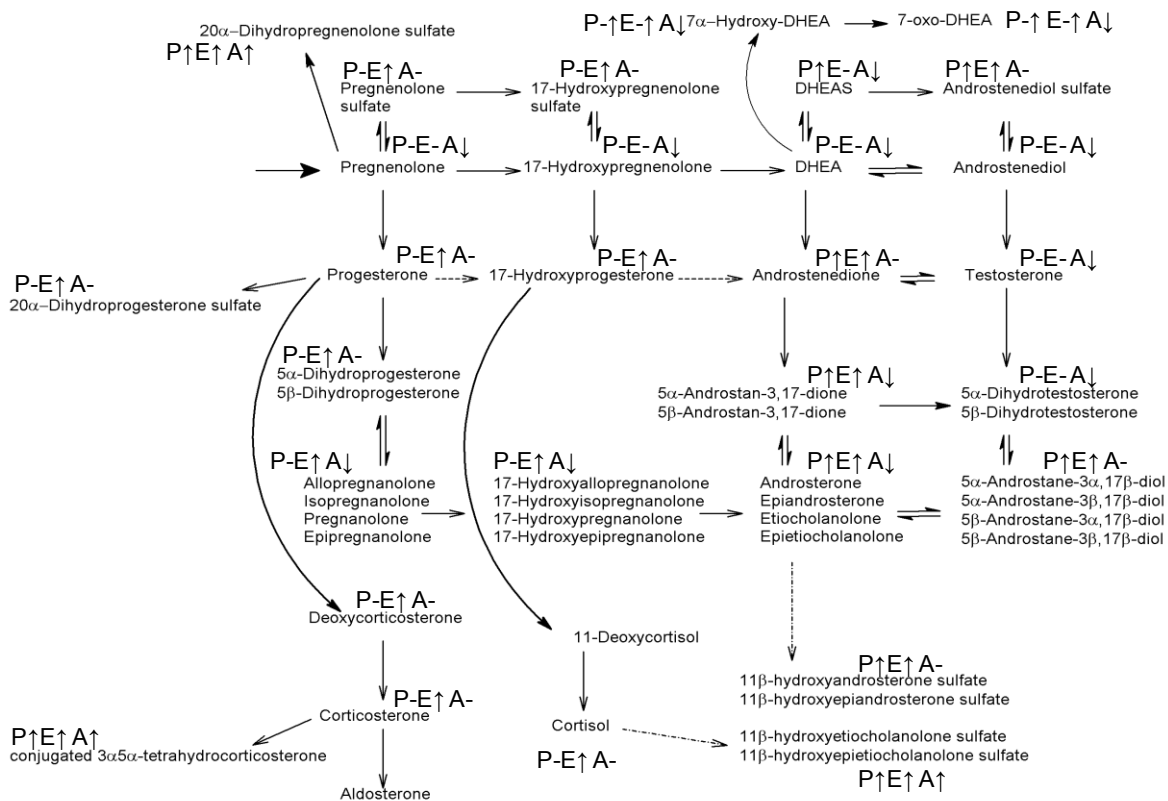 20α–Dihydropregnenolone sulfate
P↑E↑A↑
P-↑E-↑A↓
7α–Hydroxy-DHEA
7-oxo-DHEA
P-↑ E-↑ A↓
P-E↑A-
Pregnenolone
sulfate
P-E↑A-
17-Hydroxypregnenolone
sulfate
P↑E-A↓
DHEAS
P↑E↑A-
Androstenediol sulfate
P-E-A↓
Pregnenolone
P-E-A↓
17-Hydroxypregnenolone
P-E-A↓
DHEA
P-E-A↓
Androstenediol
P-E↑A-
Progesterone
P-E↑A-
17-Hydroxyprogesterone
P↑E↑A-
Androstenedione
P-E-A↓
Testosterone
P-E↑A-
20α–Dihydroprogesterone sulfate
P-E↑A-
5α-Dihydroprogesterone
5β-Dihydroprogesterone
P↑E↑A↓
5α-Androstan-3,17-dione
5β-Androstan-3,17-dione
P-E-A↓
5α-Dihydrotestosterone
5β-Dihydrotestosterone
P-E↑A↓
Allopregnanolone
Isopregnanolone
Pregnanolone
Epipregnanolone
P-E↑A↓
17-Hydroxyallopregnanolone
17-Hydroxyisopregnanolone
17-Hydroxypregnanolone
17-Hydroxyepipregnanolone
P↑E↑A↓
Androsterone
Epiandrosterone
Etiocholanolone
Epietiocholanolone
P↑E↑A-
5α-Androstane-3α,17β-diol
5α-Androstane-3β,17β-diol
5β-Androstane-3α,17β-diol
5β-Androstane-3β,17β-diol
P-E↑A-
Deoxycorticosterone
11-Deoxycortisol
P↑E↑A-
11β-hydroxyandrosterone sulfate
11β-hydroxyepiandrosterone sulfate
P-E↑A-
Corticosterone
Cortisol
P-E↑A-
P↑E↑A↑
conjugated 3α5α-tetrahydrocorticosterone
11β-hydroxyetiocholanolone sulfate
11β-hydroxyepietiocholanolone sulfate
P↑E↑A↑
Aldosterone